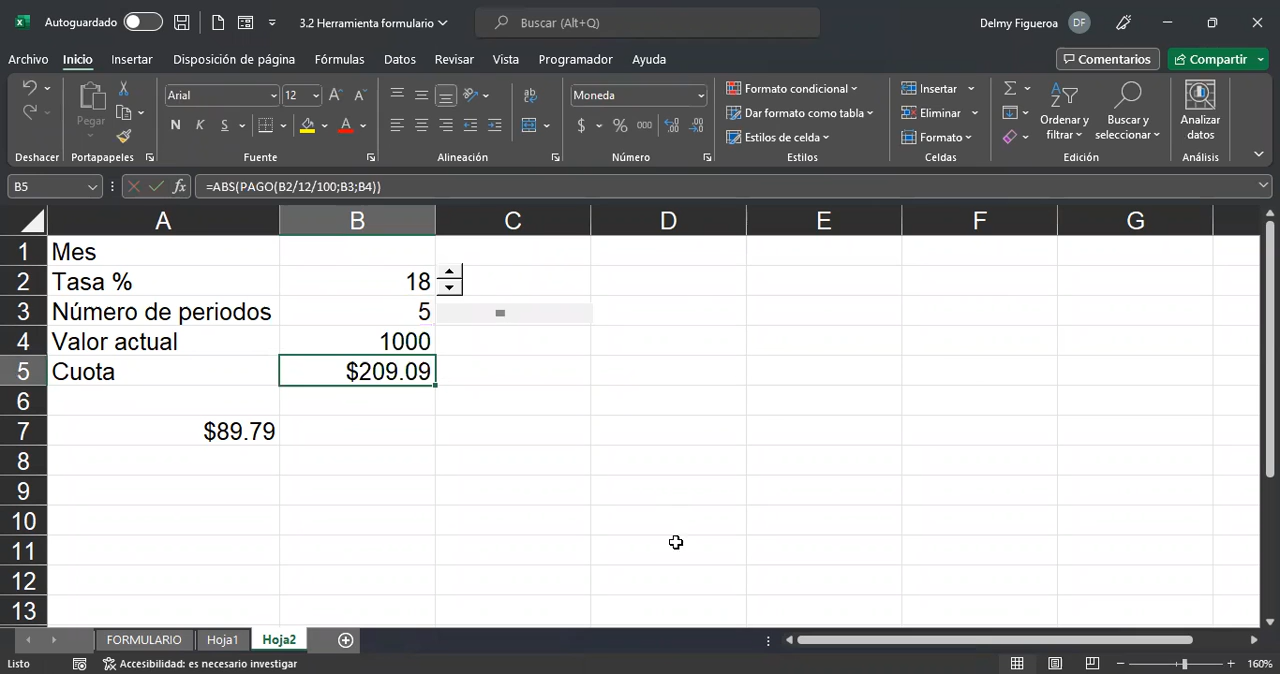 Autoguardado
3.2 Herramienta formulario
Buscar (Alt+Q)
Delmy Figueroa
DF
Archivo
Inicio
Insertar
Disposición de página
Fórmulas
Datos
Revisar
Vista
Programador
Ayuda
Comentarios
Compartir
Pegar
Arial
12
N K S
A A
A
ab
Moneda
$ % 000
Formato condicional
Dar formato como tabla
Estilos de celda
Insertar
Eliminar
Formato
Ordenar y
filtrar
Buscar y
seleccionar
Analizar
datos
Deshacer
Portapapeles
Fuente
Alineación
Número
Estilos
Celdas
Edición
Análisis
B5
fx
=ABS(PAGO(B2/12/100;B3;B4))
A B C D E F G
1 Mes
2 Tasa % 18
3 Número de periodos 5
4 Valor actual 1000
5 Cuota $209.09
6
7 $89.79
8
9
10
11
12
13
FORMULARIO
Hoja1
Hoja2
Listo
Accesibilidad: es necesario investigar
160%